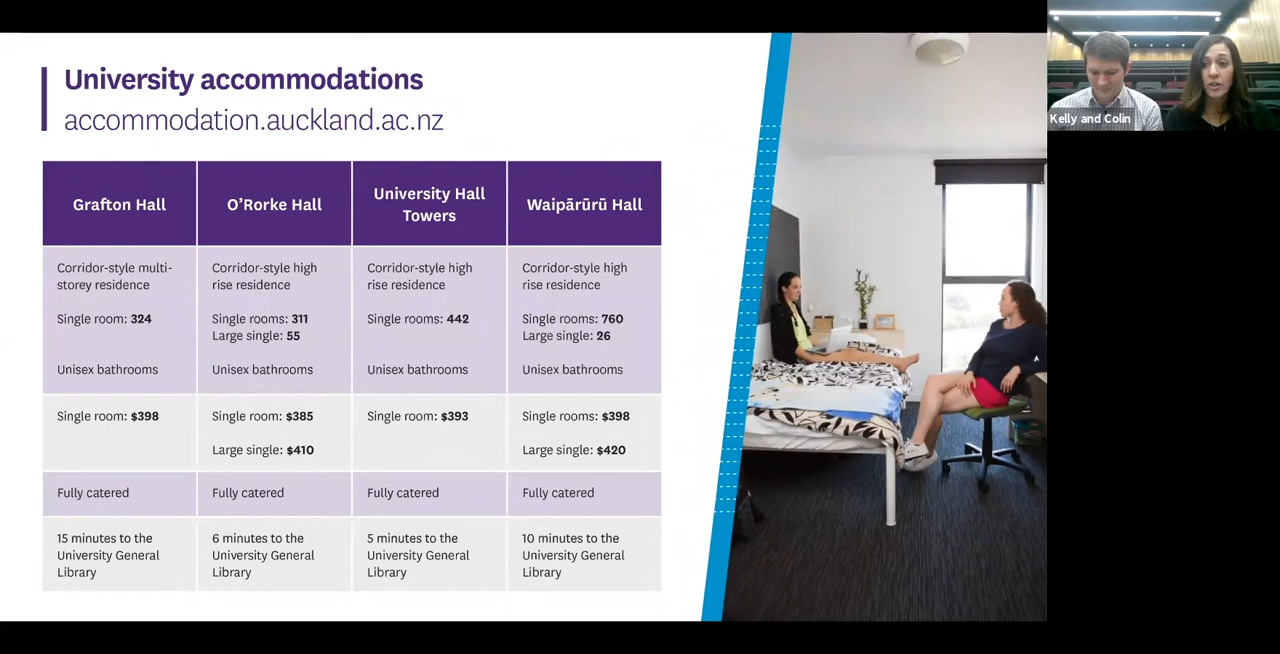 University accommodations
accommodation.auckland.ac.nz
Kelly and Colin
Grafton Hall
O'Rorke Hall
University Hall
Towers
Waipārūrū Hall
Corridor-style multi-
storey residence
Single room: 324
Unisex bathrooms
Corridor-style high
rise residence
Single rooms: 311
Large single: 55
Unisex bathrooms
Corridor-style high
rise residence
Single rooms: 442
Unisex bathrooms
Corridor-style high
rise residence
Single rooms: 760
Large single: 26
Unisex bathrooms
Single room: $398
Single room: $385
Large single: $410
Single room: $393
Single rooms: $398
Large single: $420
Fully catered
Fully catered
Fully catered
Fully catered
15 minutes to the
University General
Library
6 minutes to the
University General
Library
5 minutes to the
University General
Library
10 minutes to the
University General
Library